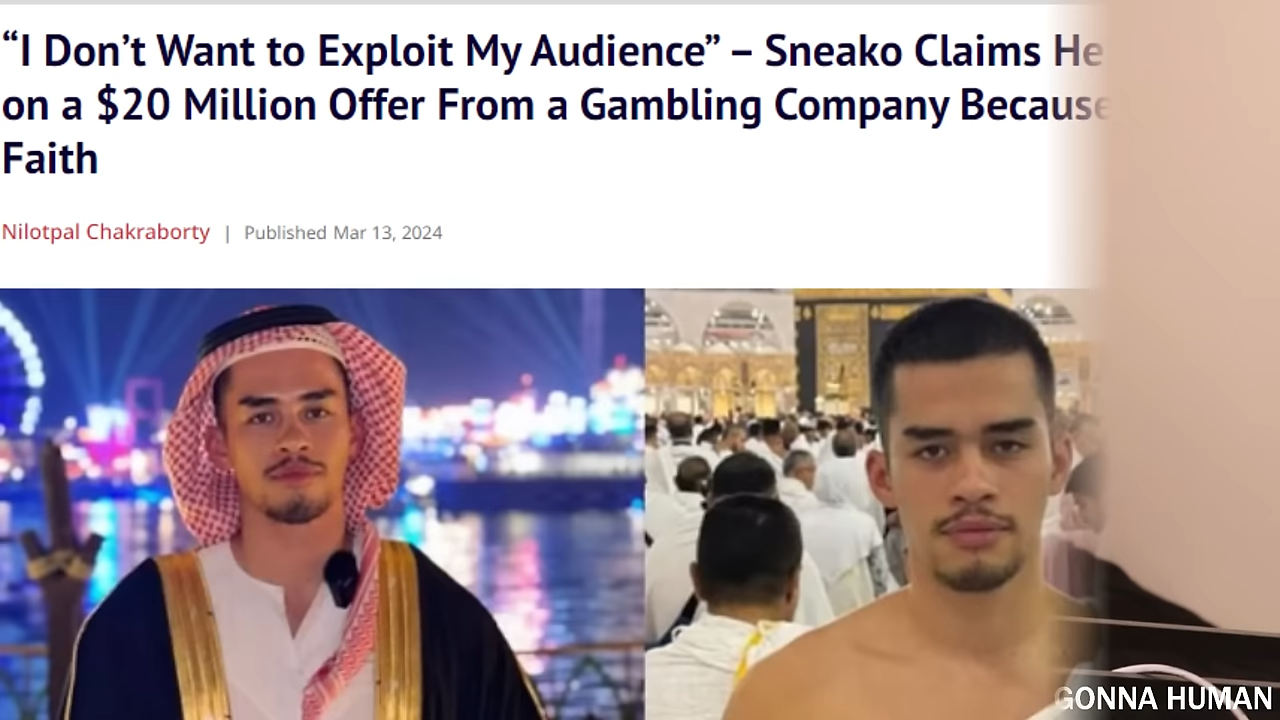 “I Don’t Want to Exploit My Audience” – Sneako Claims He
on a $20 Million Offer From a Gambling Company Because
Faith
Nilotpal Chakraborty | Published Mar 13, 2024
GONNA HUMAN